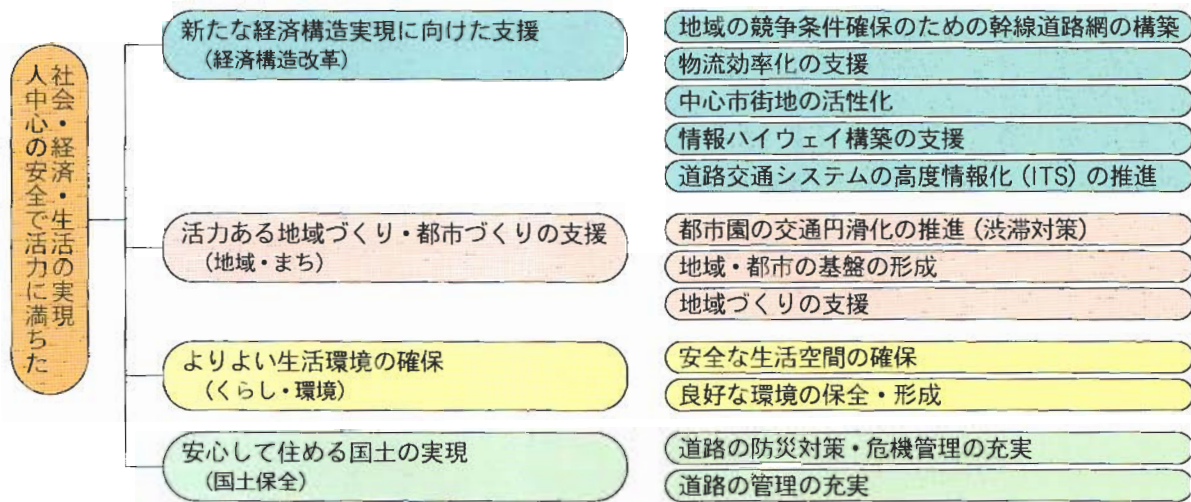 人中心の安全で活力に満ちた
社会・経済・生活の実現
新たな経済構造実現に向けた支援
(経済構造改革)
地域の競争条件確保のための幹線道路網の構築
物流効率化の支援
中心市街地の活性化
情報ハイウェイ構築の支援
道路交通システムの高度情報化 (ITS) の推進
活力ある地域づくり・都市づくりの支援
(地域・まち)
都市園の交通円滑化の推進 (渋滞対策)
地域・都市の基盤の形成
地域づくりの支援
よりよい生活環境の確保
(くらし・環境)
安全な生活空間の確保
良好な環境の保全・形成
安心して住める国土の実現
(国土保全)
道路の防災対策・危機管理の充実
道路の管理の充実